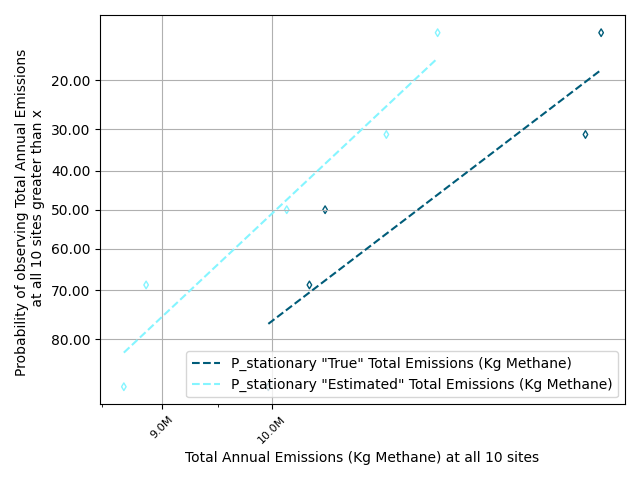 Probability of observing Total Annual Emissions
at all 10 sites greater than x
20.00
30.00
40.00
50.00
60.00
70.00
80.00
P_stationary "True" Total Emissions (Kg Methane)
P_stationary "Estimated" Total Emissions (Kg Methane)
9.0M
10.0M
Total Annual Emissions (Kg Methane) at all 10 sites